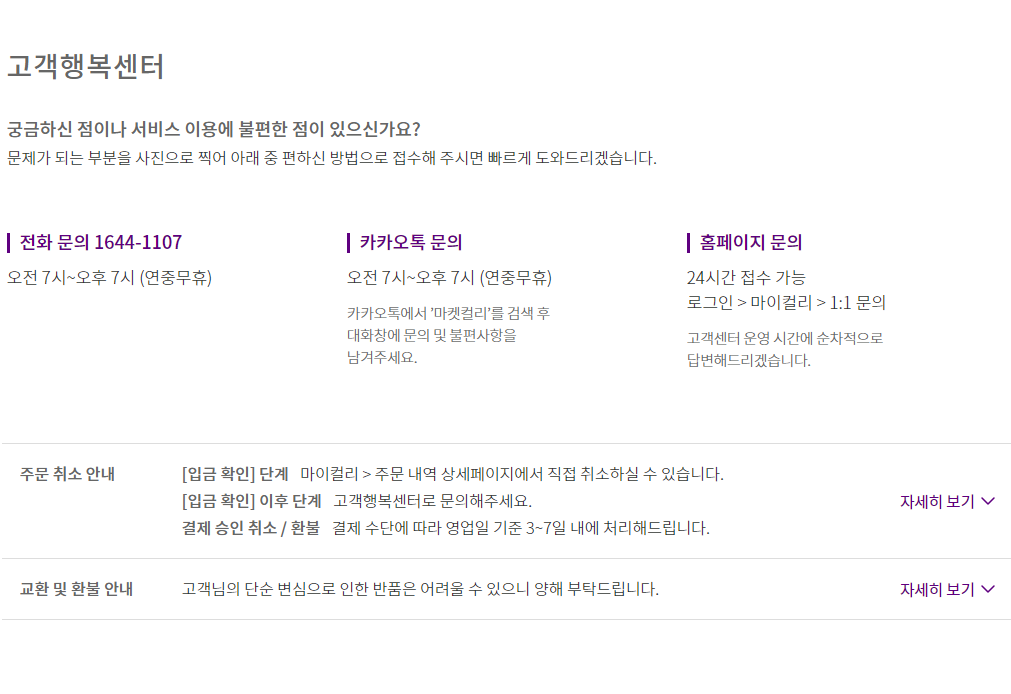 고객행복센터
궁금하신 점이나 서비스 이용에 불편한 점이 있으신가요?
문제가 되는 부분을 사진으로 찍어 아래 중 편하신 방법으로 접수해 주시면 빠르게 도와드리겠습니다.
전화 문의 1644-1107
오전 7시~오후 7시 (연중무휴)
카카오톡 문의
오전 7시~오후 7시 (연중무휴)
카카오톡에서 ’마켓컬리’를 검색 후
대화창에 문의 및 불편사항을
남겨주세요.
홈페이지 문의
24시간 접수 가능
로그인 > 마이컬리 > 1:1 문의
고객센터 운영 시간에 순차적으로
답변해드리겠습니다.
주문 취소 안내
[입금 확인] 단계 마이컬리 > 주문 내역 상세페이지에서 직접 취소하실 수 있습니다.
[입금 확인] 이후 단계 고객행복센터로 문의해주세요.
결제 승인 취소 / 환불 결제 수단에 따라 영업일 기준 3~7일 내에 처리해드립니다.
자세히 보기
교환 및 환불 안내 고객님의 단순 변심으로 인한 반품은 어려울 수 있으니 양해 부탁드립니다.
자세히 보기